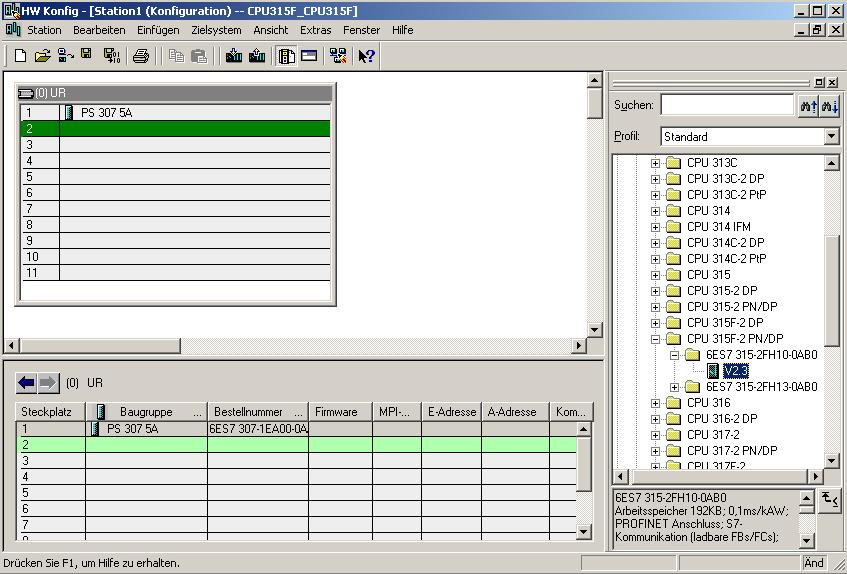 HW Konfig - [Station1 (Konfiguration) -- CPU315F_CPU315F]
Station Bearbeiten Einfügen Zielsystem Ansicht Extras Fenster Hilfe
(0) UR
1 PS 307 5A
2
3
4
5
6
7
8
9
10
11
Suchen:
Profil: Standard
CPU 313C
CPU 313C-2 DP
CPU 313C-2 PtP
CPU 314
CPU 314 IFM
CPU 314C-2 DP
CPU 314C-2 PtP
CPU 315
CPU 315-2 DP
CPU 315-2 PN/DP
CPU 315F-2 DP
CPU 315F-2 PN/DP
6ES7 315-2FH10-0AB0
V2.3
6ES7 315-2FH13-0AB0
CPU 316
CPU 316-2 DP
CPU 317-2
CPU 317-2 PN/DP
CPU 317F-2
(0) UR
Steckplatz Baugruppe ... Bestellnummer ... Firmware MPI-... E-Adresse A-Adresse Kom...
1 PS 307 5A 6ES7 307-1EA00-0A
2
3
4
5
6
7
6ES7 315-2FH10-0AB0
Arbeitsspeicher 192KB; 0,1ms/kAW;
PROFINET Anschluss; S7-
Kommunikation (ladbare FBs/FCs);
Drücken Sie F1, um Hilfe zu erhalten.
Änd